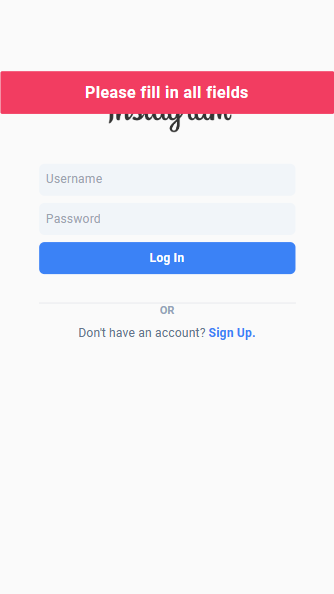 Please fill in all fields
Instagram
Username
Password
Log In
OR
Don't have an account? Sign Up.